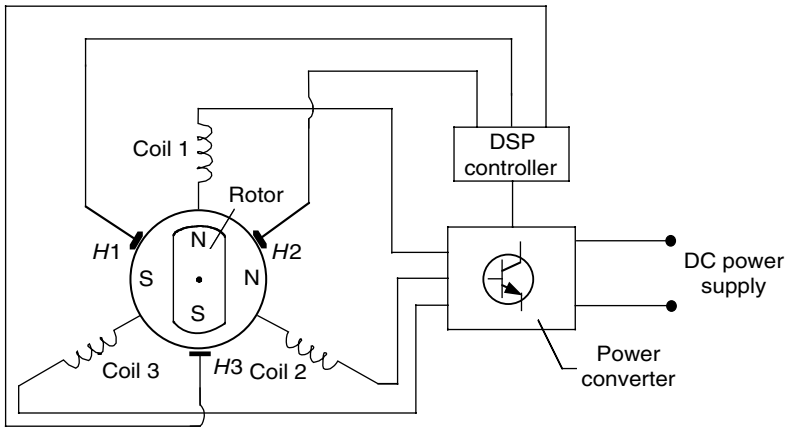 DSP
controller
Coil 1
Rotor
H1
N
H2
S
N
S
DC power
supply
Coil 3
H3
Coil 2
Power
converter